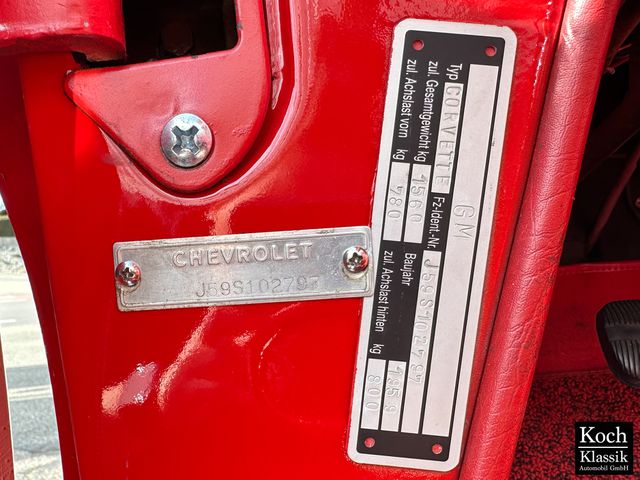 CHEVROLET
J59S102797
GM
Typ CORVETTE Fz-Ident.-Nr. J59S102797
zul. Gesamtgewicht kg 1560 Baujahr 1959
zul. Achslast vorn kg 780 zul. Achslast hinten kg 800
Koch
Klassik
Automobil GmbH